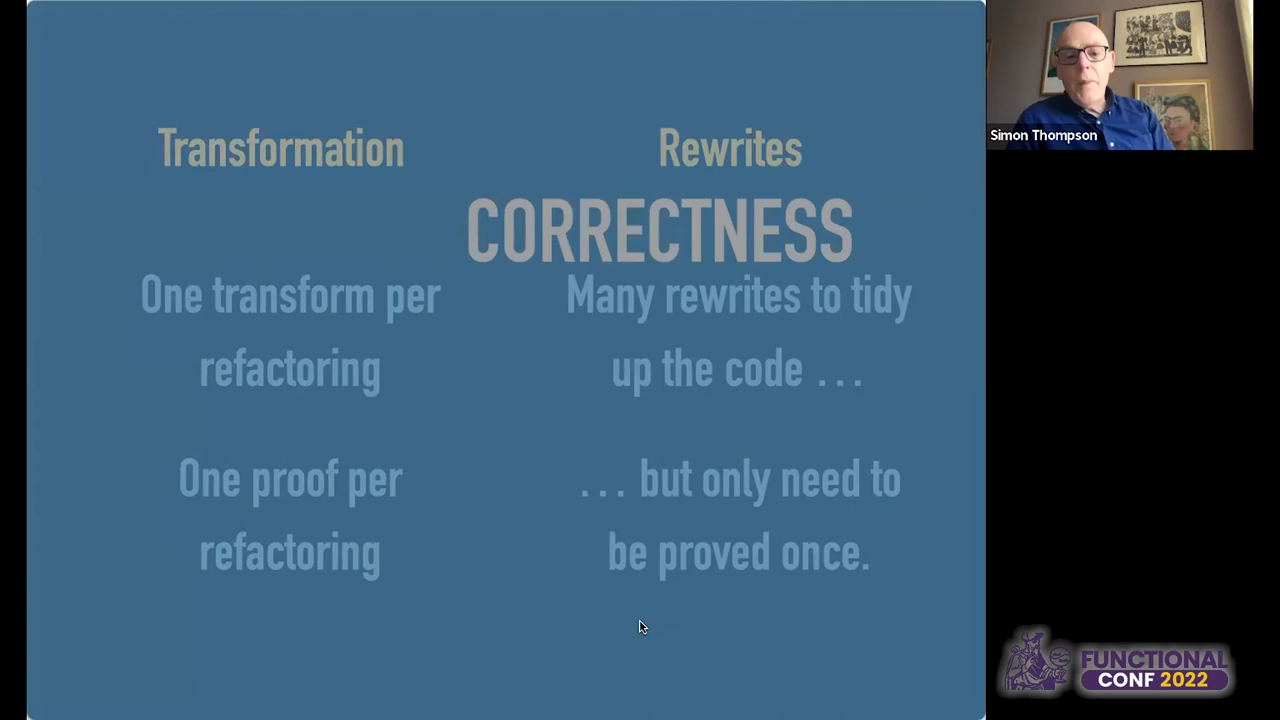 Transformation
Rewrites
CORRECTNESS
One transform per
refactoring
Many rewrites to tidy
up the code ...
One proof per
refactoring
... but only need to
be proved once.
Simon Thompson
FUNCTIONAL
CONF 2022